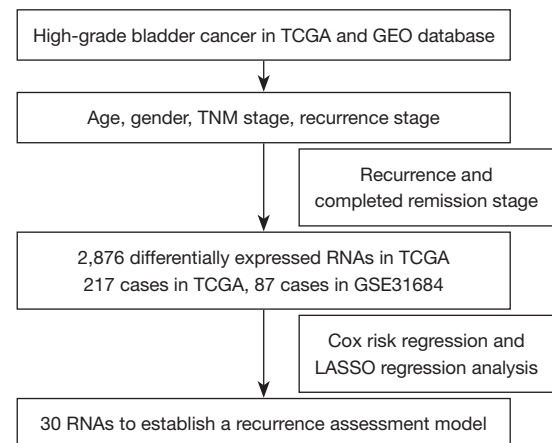 High-grade bladder cancer in TCGA and GEO database
Age, gender, TNM stage, recurrence stage
Recurrence and
completed remission stage
2,876 differentially expressed RNAs in TCGA
217 cases in TCGA, 87 cases in GSE31684
Cox risk regression and
LASSO regression analysis
30 RNAs to establish a recurrence assessment model